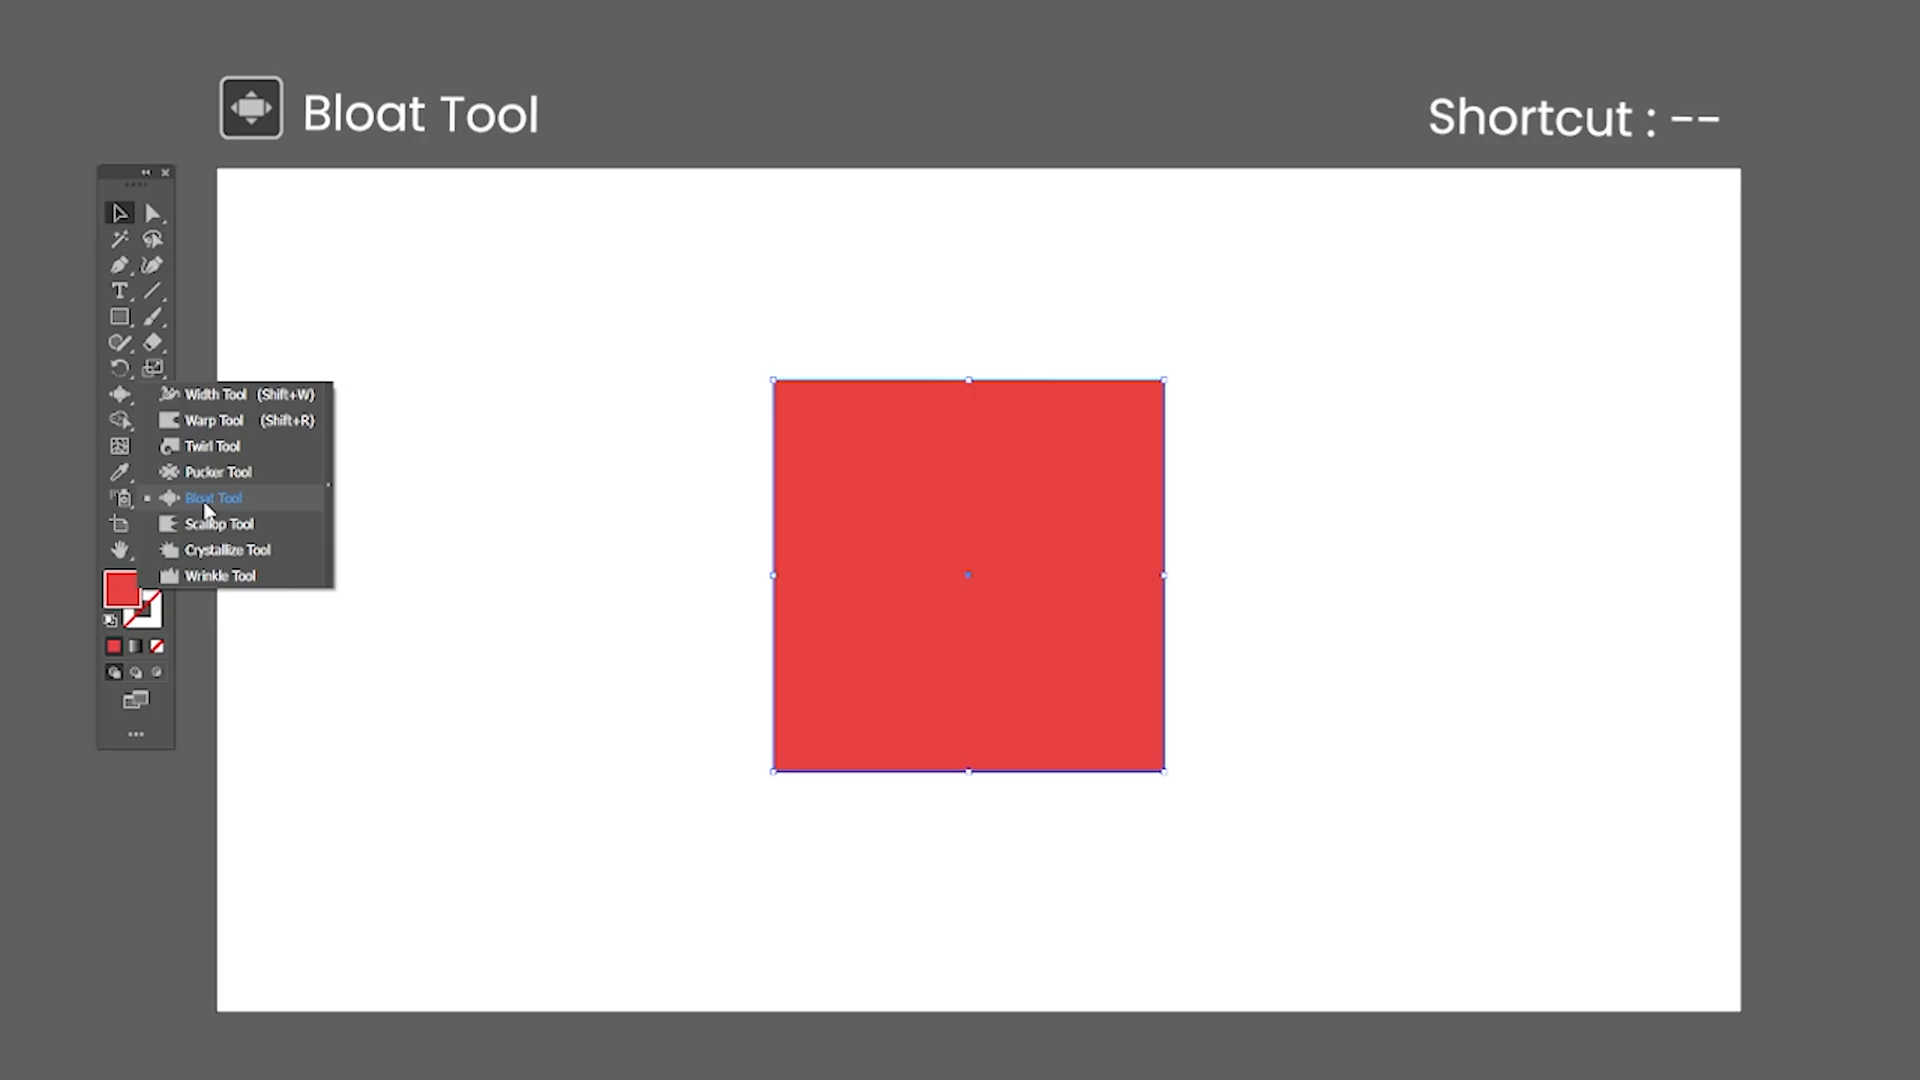 Bloat Tool
Shortcut : --
Width Tool (Shift+W)
Warp Tool (Shift+R)
Twirl Tool
Pucker Tool
Bloat Tool
Scallop Tool
Crystallize Tool
Wrinkle Tool